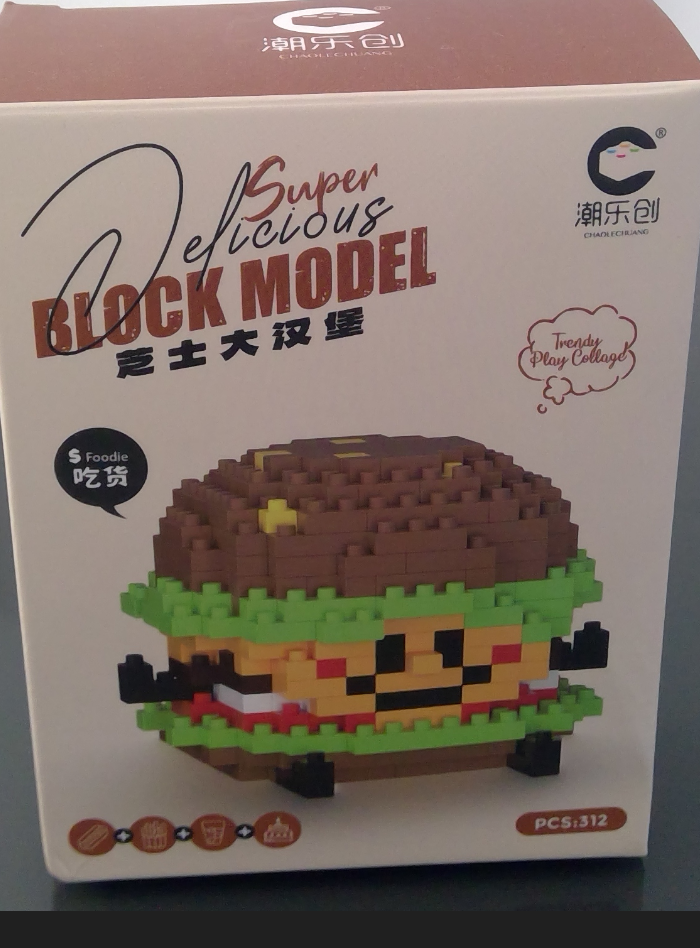 ®
潮乐创
CHAOLECHUANG
®
潮乐创
CHAOLECHUANG
Super
Delicious
BLOCK MODEL
芝士大汉堡
Trendy
Play Collage
$ Foodie
吃货
PCS:312